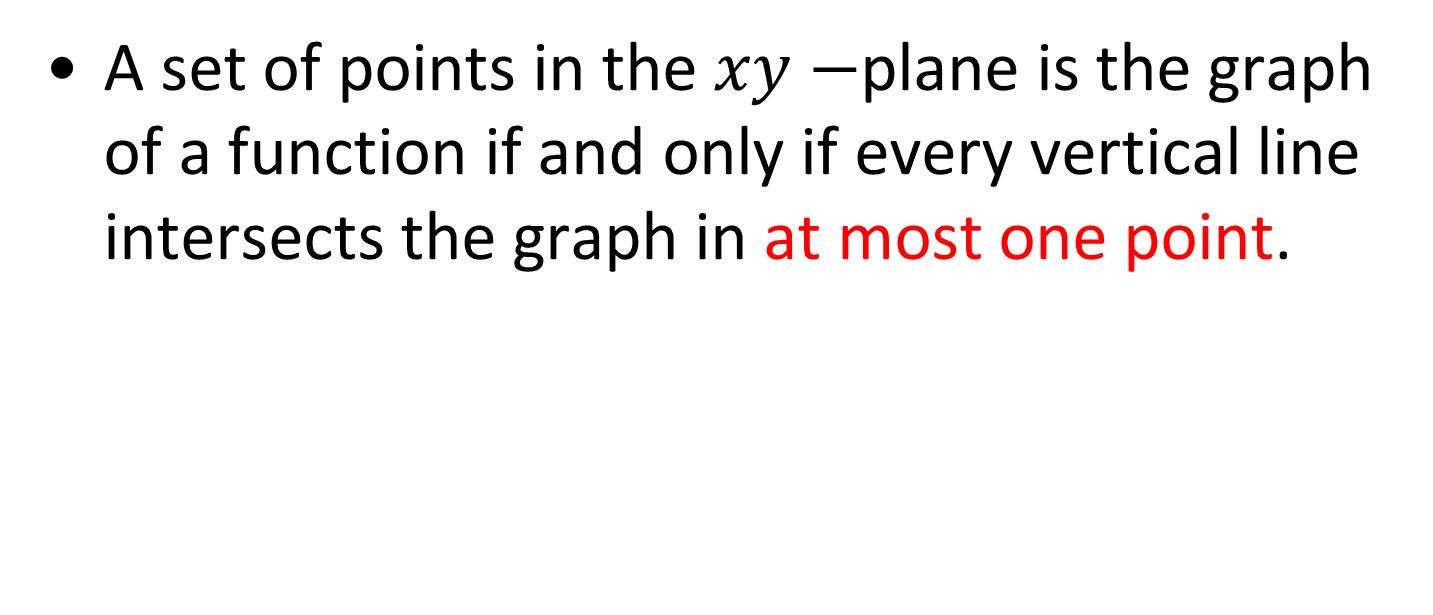 • A set of points in the 𝑥𝑦 −plane is the graph
of a function if and only if every vertical line
intersects the graph in at most one point.